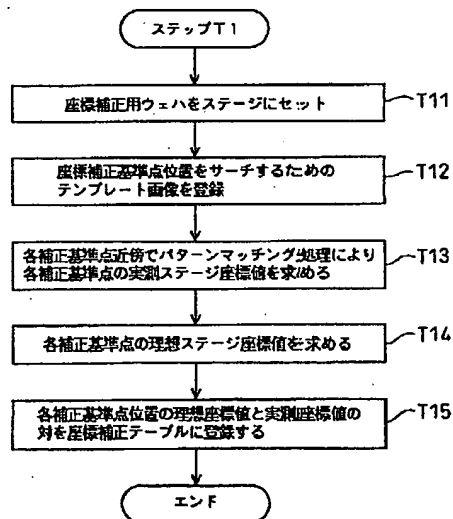 ステップT1
座標補正用ウェハをステージにセット
T11
座標補正基準点位置をサーチするための
テンプレート画像を登録
T12
各補正基準点近傍でパターンマッチング処理により
各補正基準点の実測ステージ座標値を求める
T13
各補正基準点の理想ステージ座標値を求める
T14
各補正基準点位置の理想座標値と実測座標値の
対を座標補正テーブルに登録する
T15
エンド